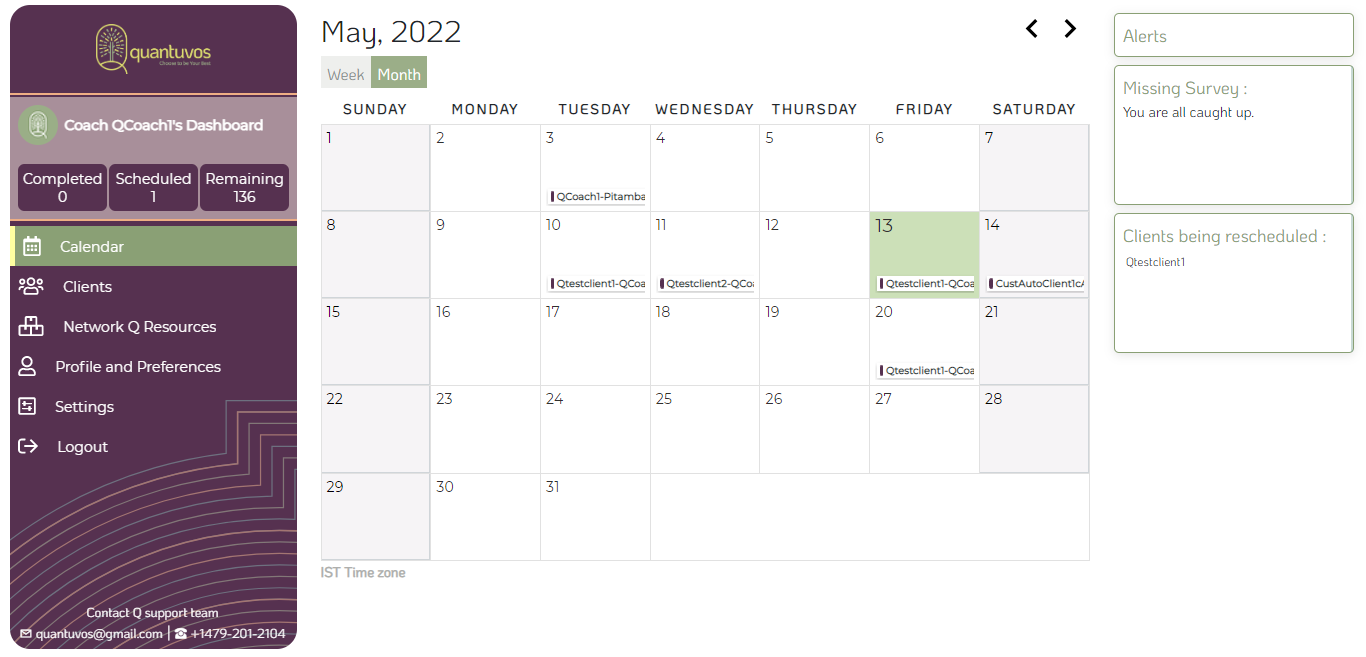 quantuvos
Choose to be Your Best
Coach QCoach1's Dashboard
Completed
0
Scheduled
1
Remaining
136
Calendar
Clients
Network Q Resources
Profile and Preferences
Settings
Logout
Contact Q support team
quantuvos@gmail.com | +1479-201-2104
May, 2022
Week Month
SUNDAY MONDAY TUESDAY WEDNESDAY THURSDAY FRIDAY SATURDAY
1 2 3 4 5 6 7
QCoach1-Pitamba
8 9 10 11 12 13 14
Qtestclient1-QCoa Qtestclient2-QCoa Qtestclient1-QCoa CustAutoClient1cA
15 16 17 18 19 20 21
Qtestclient1-QCoa
22 23 24 25 26 27 28
29 30 31
IST Time zone
Alerts
Missing Survey :
You are all caught up.
Clients being rescheduled :
Qtestclient1